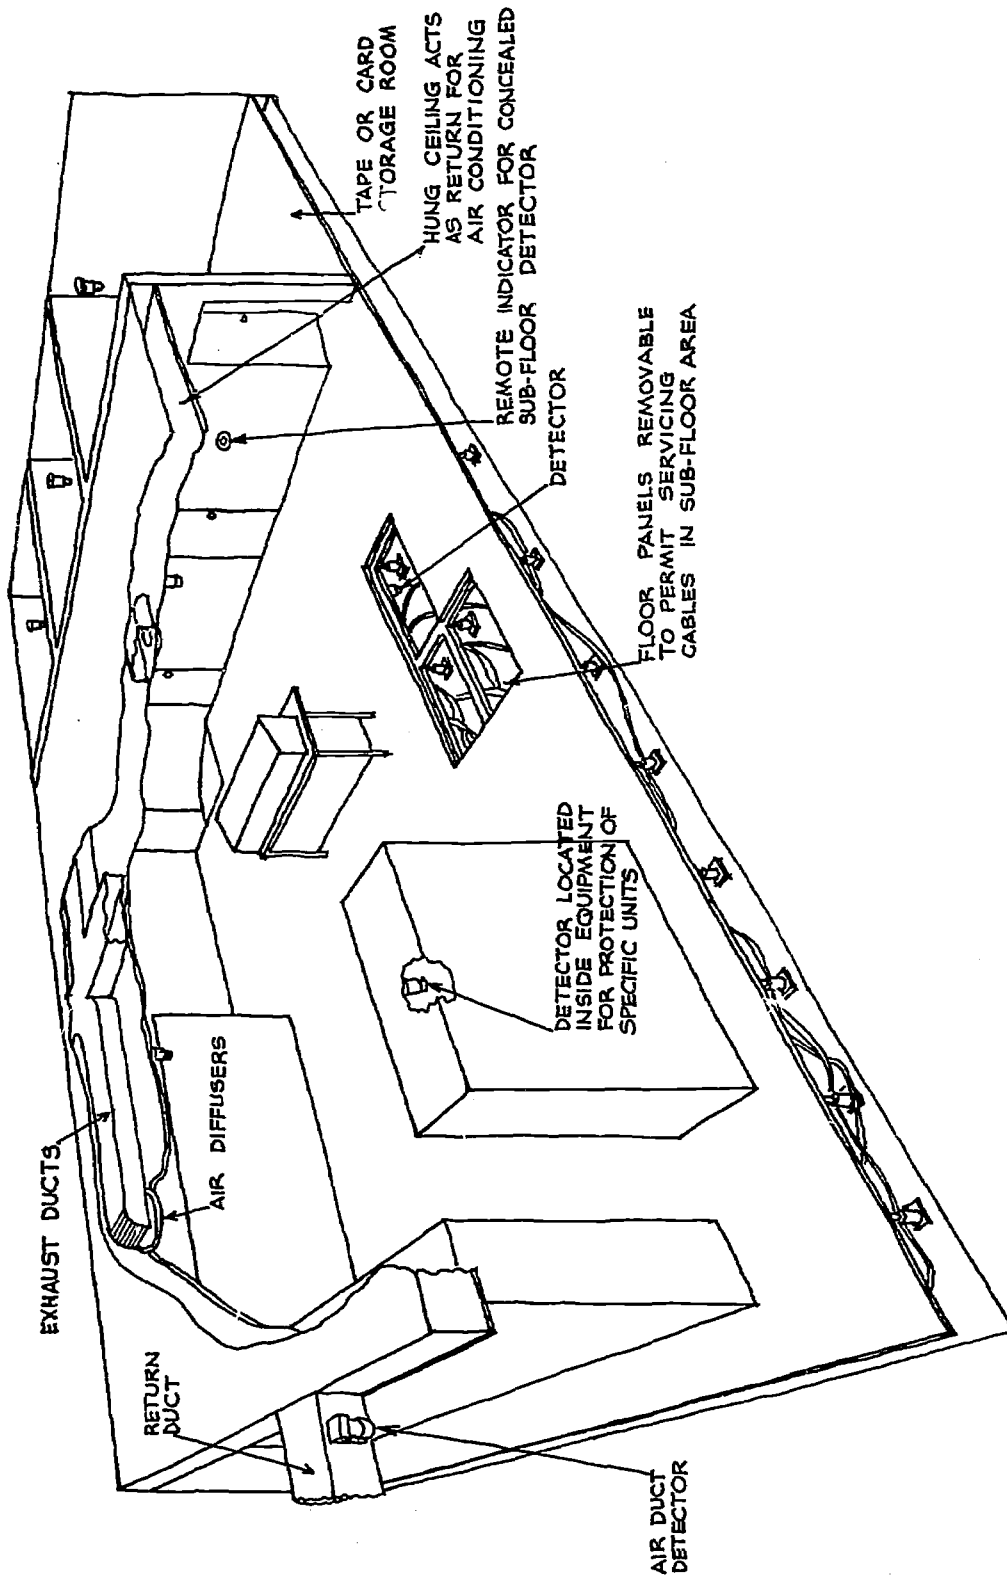 EXHAUST DUCTS
RETURN
DUCT
AIR DIFFUSERS
TAPE OR CARD
STORAGE ROOM
HUNG CEILING ACTS
AS RETURN FOR
AIR CONDITIONING
REMOTE INDICATOR FOR CONCEALED
SUB-FLOOR DETECTOR
DETECTOR
DETECTOR LOCATED
INSIDE EQUIPMENT
FOR PROTECTION OF
SPECIFIC UNITS
FLOOR PANELS REMOVABLE
TO PERMIT SERVICING
CABLES IN SUB-FLOOR AREA
AIR DUCT
DETECTOR